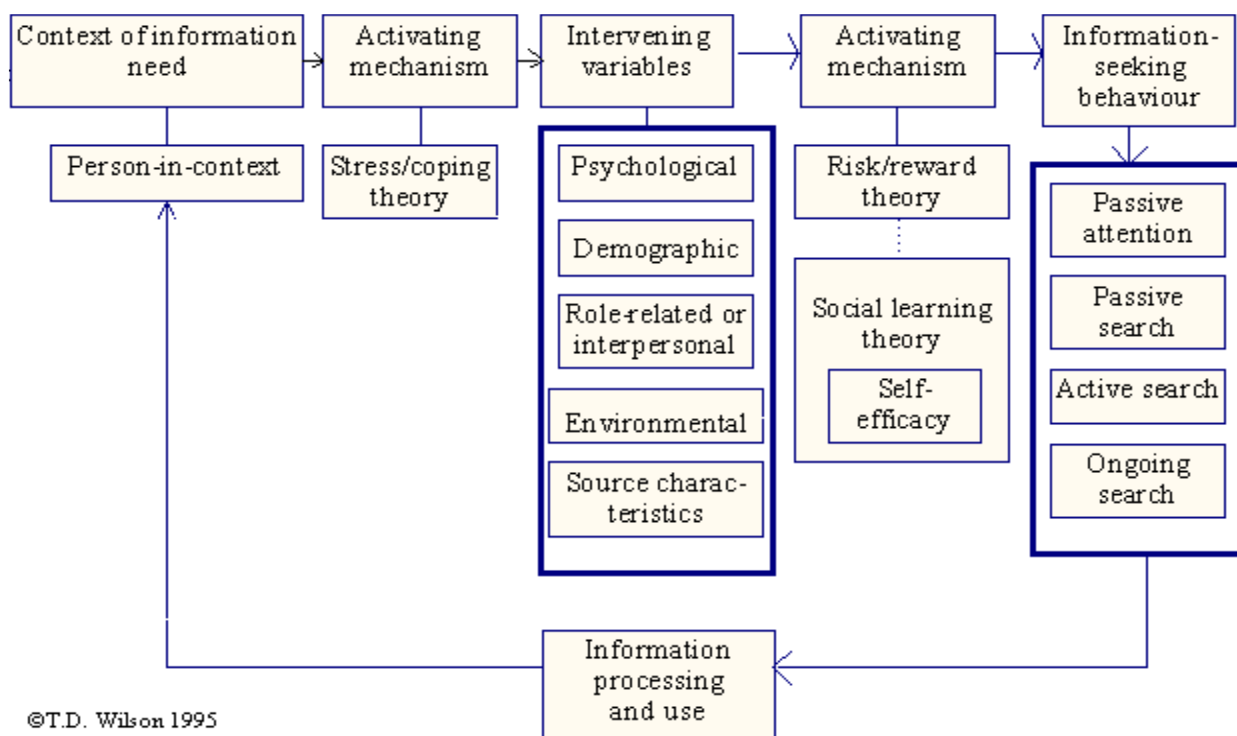 Context of information
need
Activating
mechanism
Intervening
variables
Activating
mechanism
Information-
seeking
behaviour
Person-in-context
Stress/coping
theory
Psychological
Demographic
Role-related or
interpersonal
Environmental
Source charac-
teristics
Risk/reward
theory
Social learning
theory
Self-
efficacy
Passive
attention
Passive
search
Active search
Ongoing
search
Information
processing
and use
©T.D. Wilson 1995